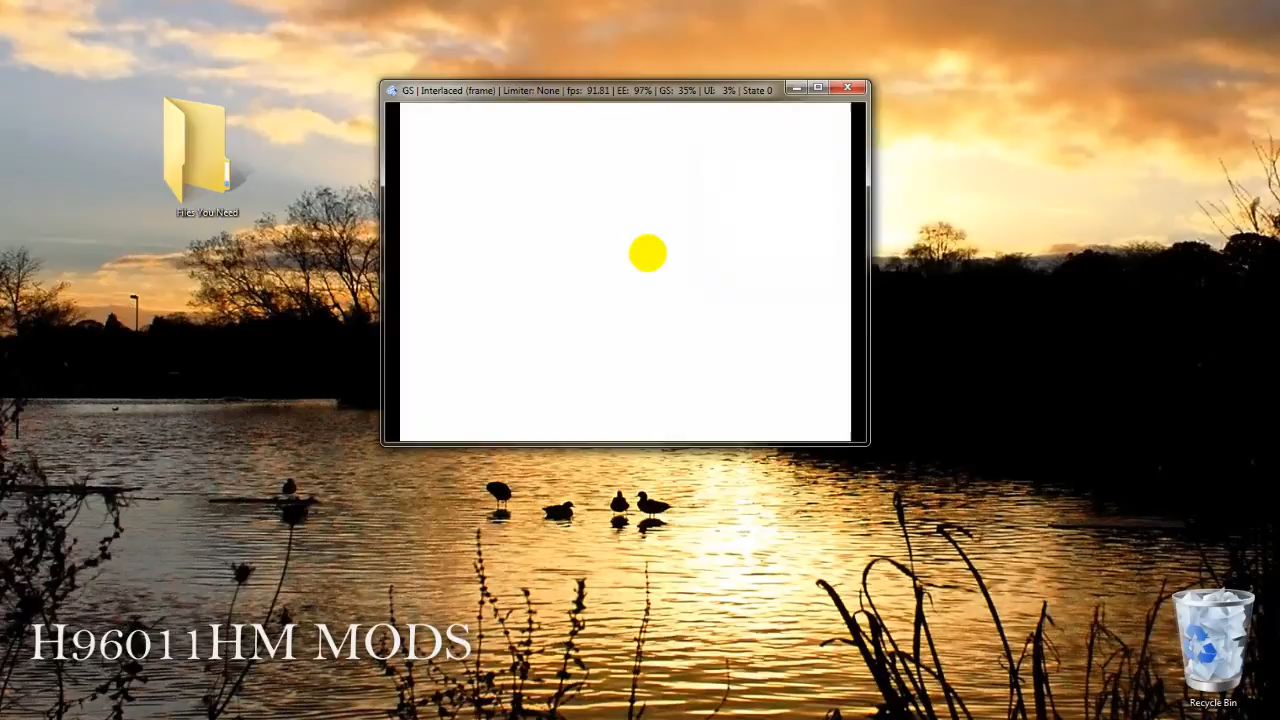 GS | Interlaced (frame) | Limiter: None | fps: 91.81 | EE: 97% | GS: 35% | UI: 3% | State 0
Files You Need
H96011HM MODS
Recycle Bin